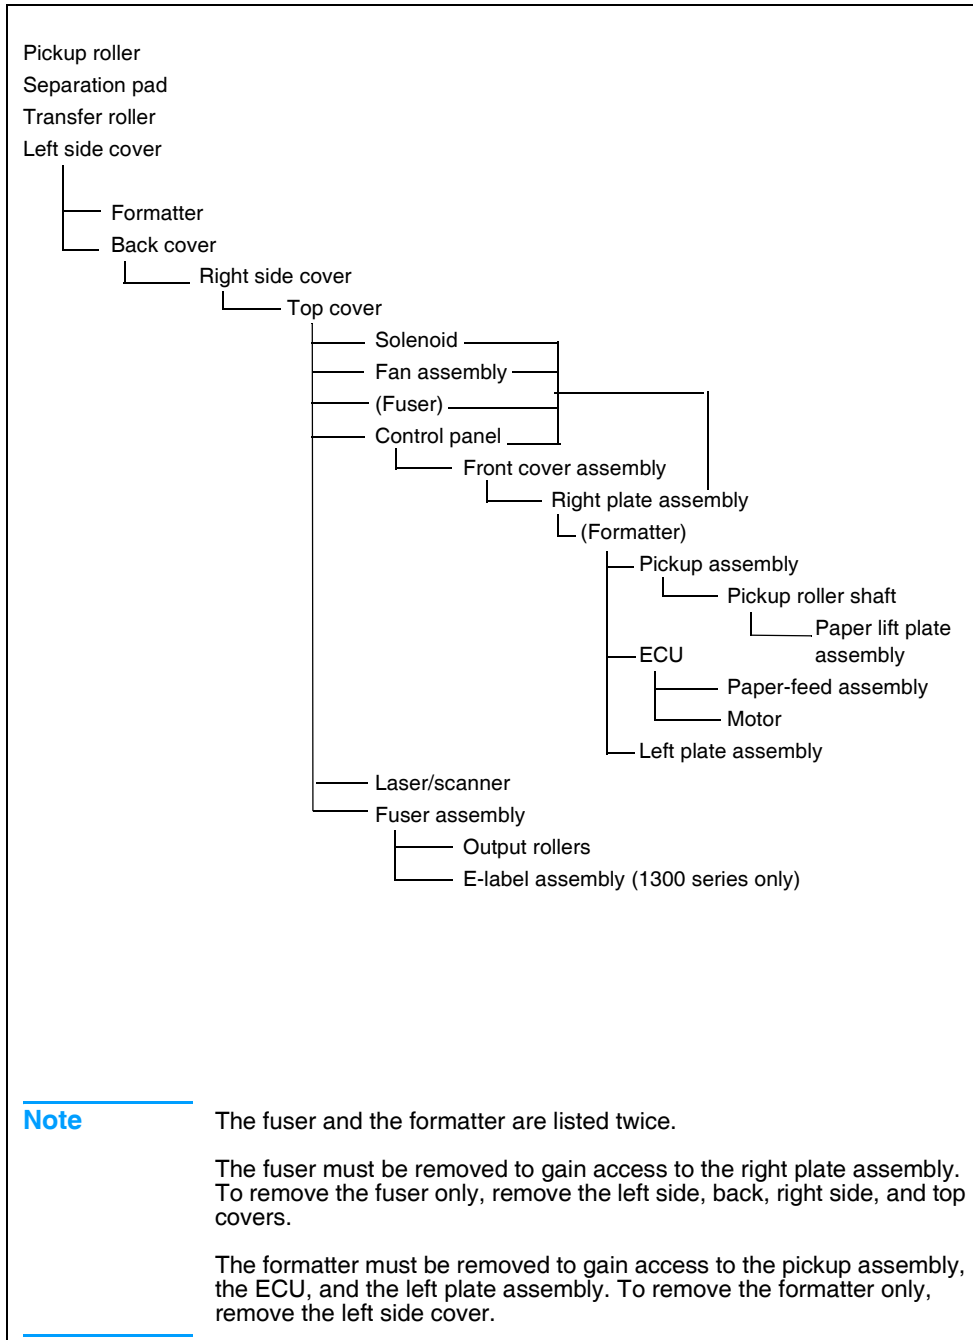 Pickup roller
Separation pad
Transfer roller
Left side cover
Formatter
Back cover
Right side cover
Top cover
Solenoid
Fan assembly
(Fuser)
Control panel
Front cover assembly
Right plate assembly
(Formatter)
Pickup assembly
Pickup roller shaft
Paper lift plate
assembly
ECU
Paper-feed assembly
Motor
Left plate assembly
Laser/scanner
Fuser assembly
Output rollers
E-label assembly (1300 series only)
Note
The fuser and the formatter are listed twice.
The fuser must be removed to gain access to the right plate assembly.
To remove the fuser only, remove the left side, back, right side, and top
covers.
The formatter must be removed to gain access to the pickup assembly,
the ECU, and the left plate assembly. To remove the formatter only,
remove the left side cover.